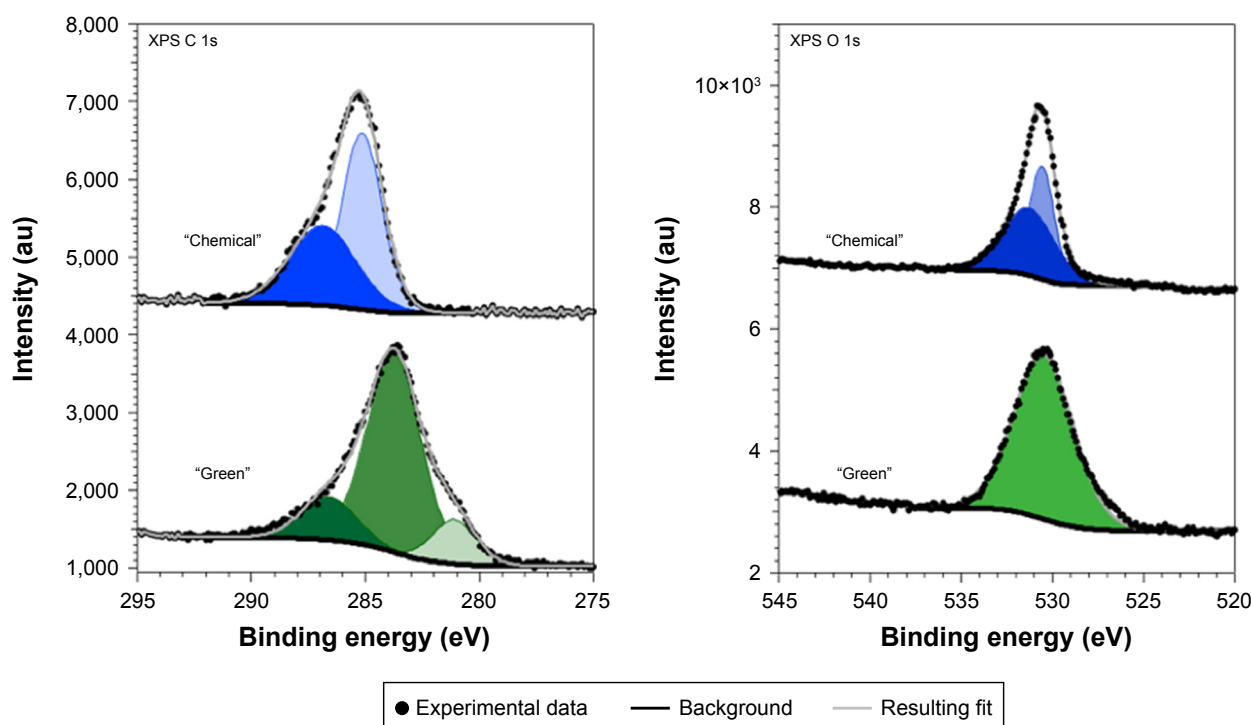 XPS C 1s
8,000
7,000
6,000
5,000
4,000
3,000
2,000
1,000
Intensity (au)
"Chemical"
"Green"
295 290 285 280 275
Binding energy (eV)
XPS O 1s
10×10³
8
6
4
2
Intensity (au)
"Chemical"
"Green"
545 540 535 530 525 520
Binding energy (eV)
Experimental data Background Resulting fit